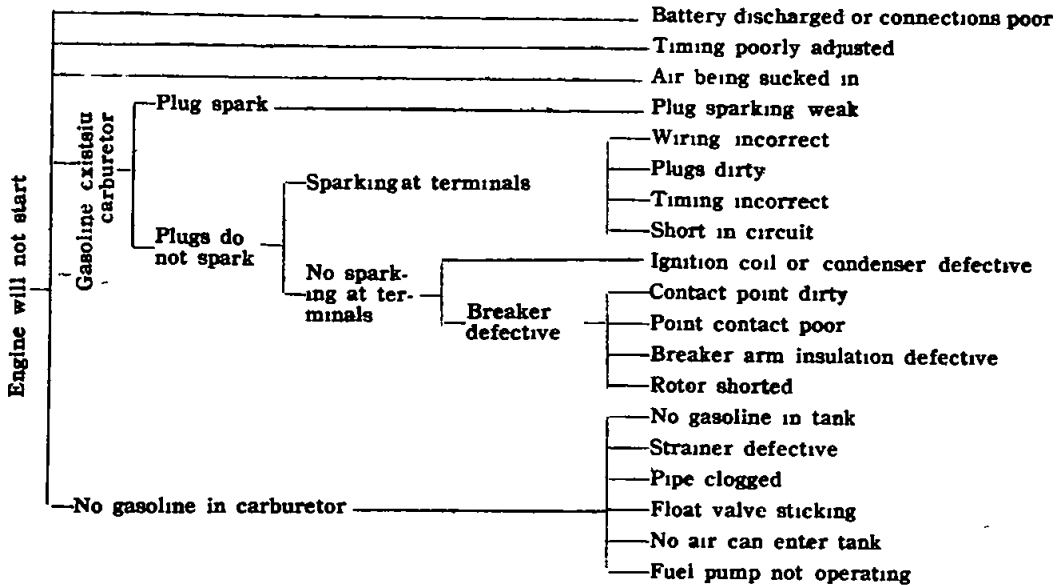 Battery discharged or connections poor
Timing poorly adjusted
Air being sucked in
Plug spark
Plug sparking weak
Wiring incorrect
Plugs dirty
Sparking at terminals
Timing incorrect
Short in circuit
Gasoline existsiu
carburetor
Plugs do
not spark
Engine will not start
No spark-
ing at ter-
minals
Ignition coil or condenser defective
Breaker
defective
Contact point dirty
Point contact poor
Breaker arm insulation defective
Rotor shorted
No gasoline in carburetor
No gasoline in tank
Strainer defective
Pipe clogged
Float valve sticking
No air can enter tank
Fuel pump not operating